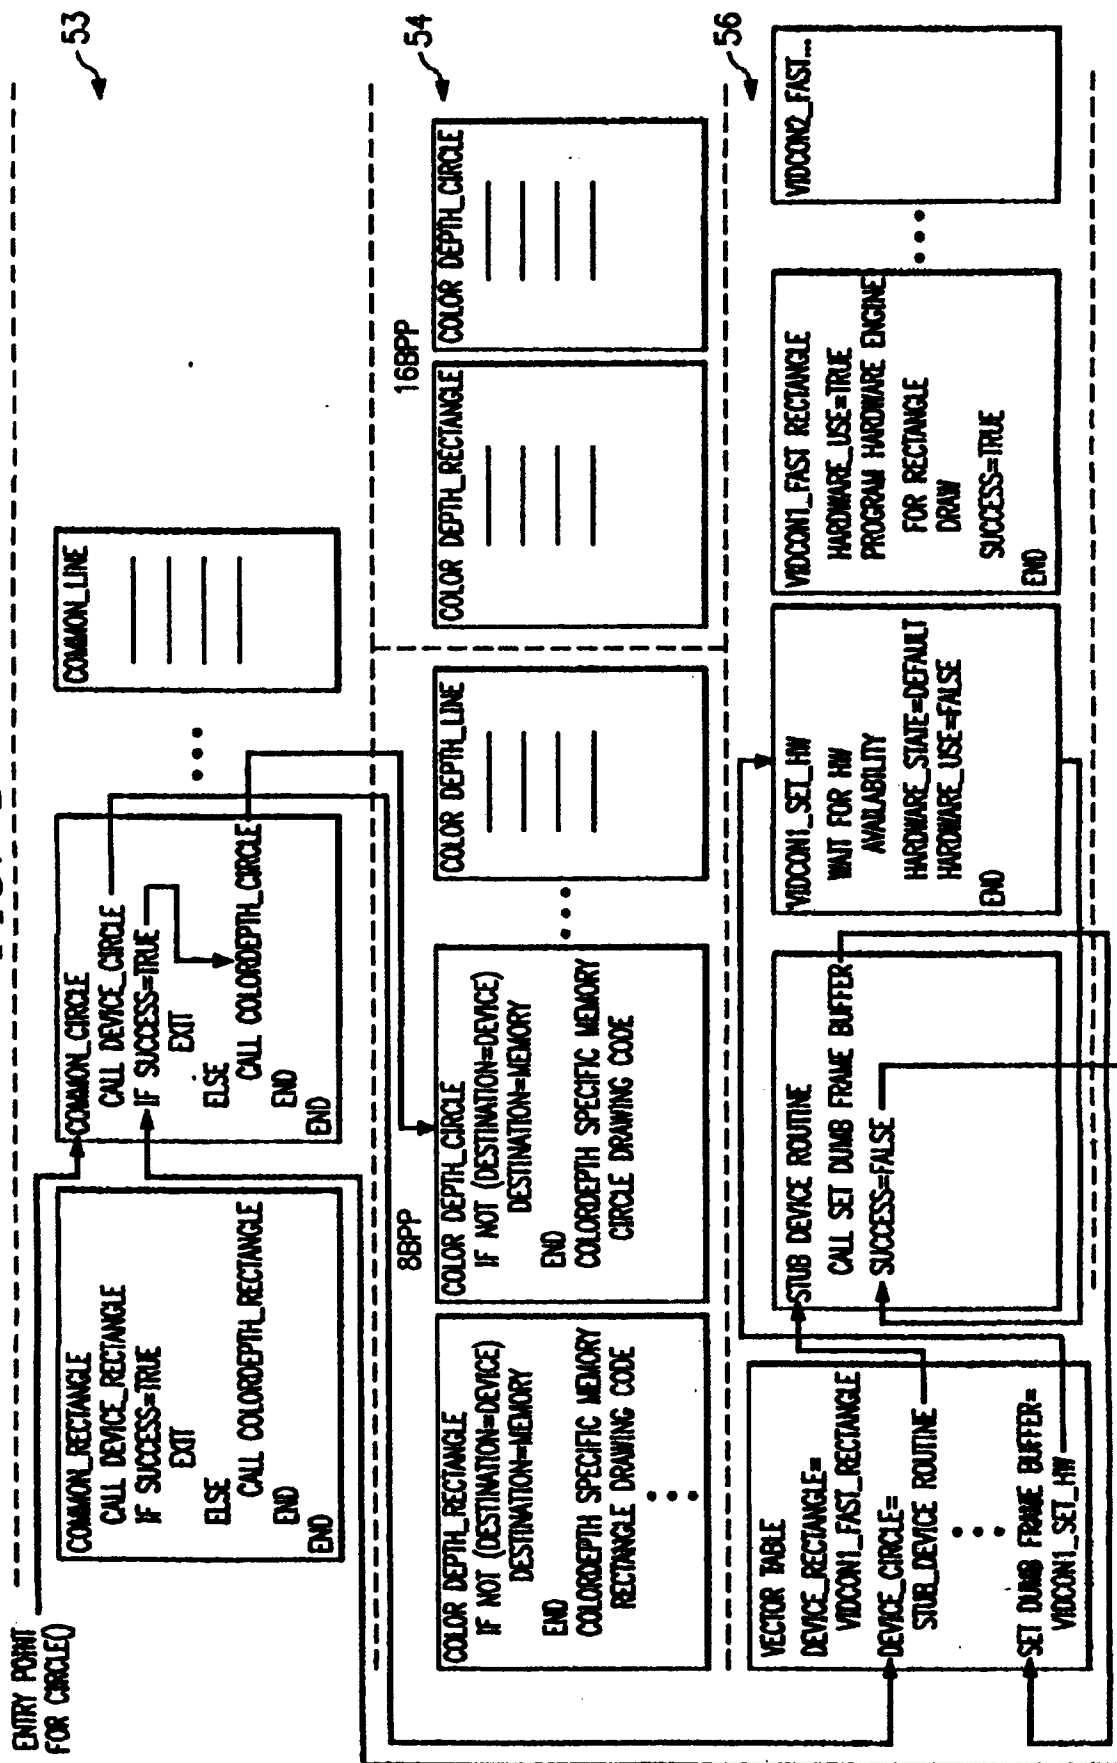 ENTRY POINT
FOR CIRCLE()
53
COMMON_RECTANGLE
CALL DEVICE_RECTANGLE
IF SUCCESS=TRUE
EXIT
ELSE
CALL COLORDEPTH_RECTANGLE
END
END
COMMON_CIRCLE
CALL DEVICE_CIRCLE
IF SUCCESS=TRUE
EXIT
ELSE
CALL COLORDEPTH_CIRCLE
END
END
COMMON_LINE
54
8BPP
COLOR DEPTH_RECTANGLE
IF NOT (DESTINATION=DEVICE)
DESTINATION=MEMORY
END
COLORDEPTH SPECIFIC MEMORY
RECTANGLE DRAWING CODE
COLOR DEPTH_CIRCLE
IF NOT (DESTINATION=DEVICE)
DESTINATION=MEMORY
END
COLORDEPTH SPECIFIC MEMORY
CIRCLE DRAWING CODE
COLOR DEPTH_LINE
16BPP
COLOR DEPTH_RECTANGLE
COLOR DEPTH_CIRCLE
56
VECTOR TABLE
DEVICE_RECTANGLE=
VIDCON1_FAST_RECTANGLE
DEVICE_CIRCLE=
STUB_DEVICE ROUTINE
SET DUMB FRAME BUFFER=
VIDCON1_SET_HW
STUB DEVICE ROUTINE
CALL SET DUMB FRAME BUFFER
SUCCESS=FALSE
VIDCON1_SET_HW
WAIT FOR HW
AVAILABILITY
HARDWARE_STATE=DEFAULT
HARDWARE_USE=FALSE
END
VIDCON1_FAST RECTANGLE
HARDWARE_USE=TRUE
PROGRAM HARDWARE ENGINE
FOR RECTANGLE
DRAW
SUCCESS=TRUE
END
VIDCON2_FAST...